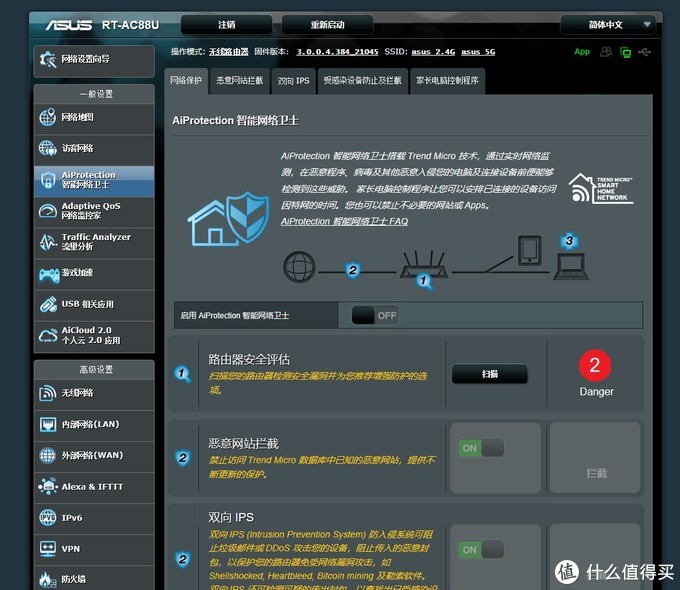 ASUS RT-AC88U 注销 重新启动 简体中文
操作模式: 无线路由器 固件版本: 3.0.0.4.384_21045 SSID: asus_2.4G asus_5G App
网络设置向导
一般设置
网络地图
访客网络
AiProtection
智能网络卫士
Adaptive QoS
网络监控家
Traffic Analyzer
流量分析
游戏加速
USB 相关应用
AiCloud 2.0
个人云 2.0 应用
高级设置
无线网络
内部网络(LAN)
外部网络(WAN)
Alexa & IFTTT
IPv6
VPN
防火墙
网络保护 恶意网站拦截 双向 IPS 受感染设备防止及拦截 家长电脑控制程序
AiProtection 智能网络卫士
AiProtection 智能网络卫士搭载 Trend Micro 技术，通过实时网络监
测，在恶意程序、病毒及其他恶意入侵您的电脑及连接设备前便能够
检测到这些威胁。 家长电脑控制程序让您可以安排已连接的设备访问
因特网的时间。您也可以禁止不必要的网站或 Apps。
AiProtection 智能网络卫士 FAQ
TREND MICRO™
SMART
HOME
NETWORK
2
1
3
启用 AiProtection 智能网络卫士 OFF
1
路由器安全评估
扫描您的路由器检测安全漏洞并为您推荐增强防护的选
项。
扫描
2
Danger
2
恶意网站拦截
禁止访问 Trend Micro 数据库中已知的恶意网站，提供不
断更新的保护。
ON
拦截
2
双向 IPS
双向 IPS (Intrusion Prevention System) 防入侵系统可阻
止垃圾邮件或 DDoS 攻击您的设备，阻止传入的恶意封
包，以保护您的路由器免受网络漏洞攻击，如
Shellshocked, Heartbleed, Bitcoin mining 及勒索软件。
双向 IPS 还可检测可疑的传出封包，以查找出已受感染设
ON
值 什么值得买